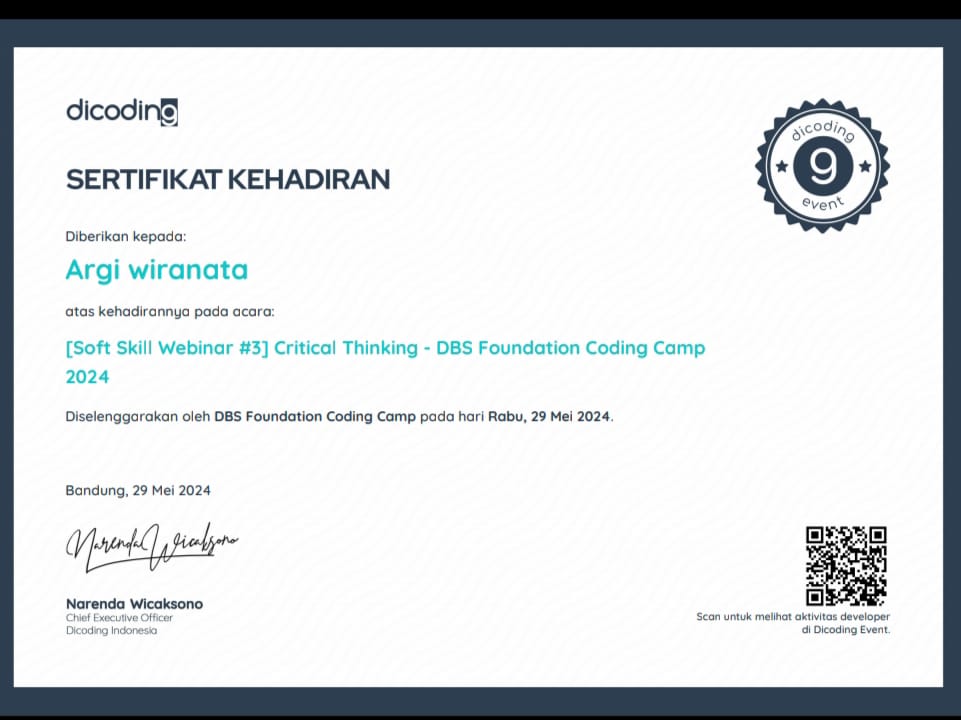 dicoding
SERTIFIKAT KEHADIRAN
dicoding
9
event
Diberikan kepada:
Argi wiranata
atas kehadirannya pada acara:
[Soft Skill Webinar #3] Critical Thinking - DBS Foundation Coding Camp
2024
Diselenggarakan oleh DBS Foundation Coding Camp pada hari Rabu, 29 Mei 2024.
Bandung, 29 Mei 2024
Narenda Wicaksono
Narenda Wicaksono
Chief Executive Officer
Dicoding Indonesia
Scan untuk melihat aktivitas developer
di Dicoding Event.